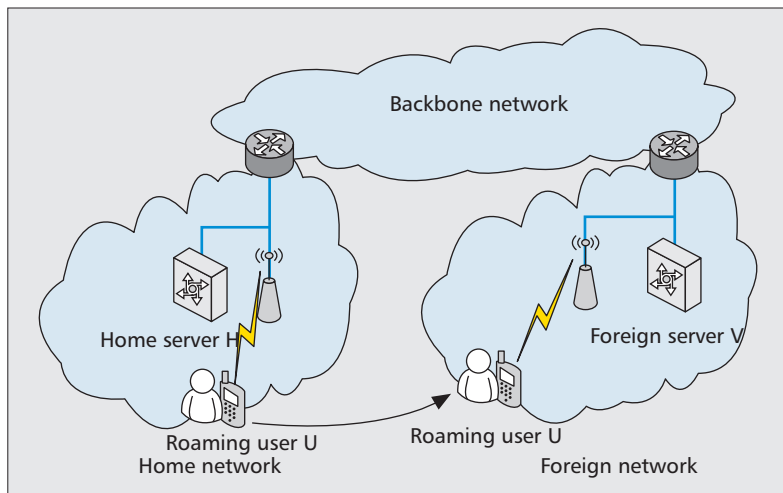 Backbone network
Home server H
Foreign server V
Roaming user U
Roaming user U
Home network
Foreign network